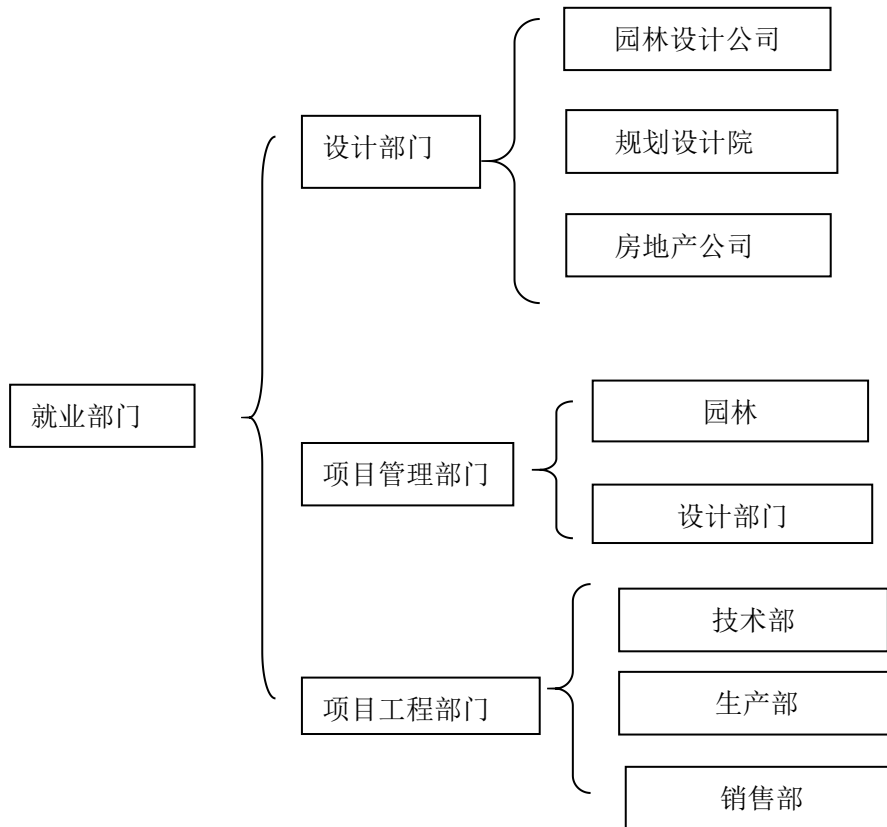 园林设计公司
设计部门
规划设计院
房地产公司
就业部门
园林
项目管理部门
设计部门
技术部
项目工程部门
生产部
销售部